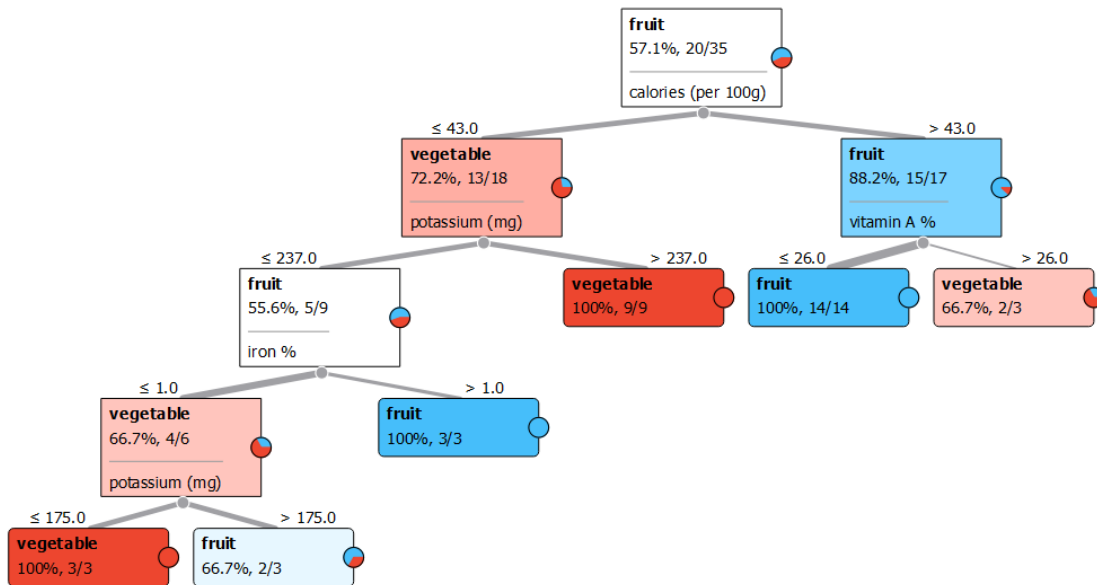 fruit
57.1%, 20/35
calories (per 100g)
≤ 43.0
> 43.0
vegetable
72.2%, 13/18
potassium (mg)
fruit
88.2%, 15/17
vitamin A %
≤ 237.0
> 237.0
≤ 26.0
> 26.0
fruit
55.6%, 5/9
iron %
vegetable
100%, 9/9
fruit
100%, 14/14
vegetable
66.7%, 2/3
≤ 1.0
> 1.0
vegetable
66.7%, 4/6
potassium (mg)
fruit
100%, 3/3
≤ 175.0
> 175.0
vegetable
100%, 3/3
fruit
66.7%, 2/3